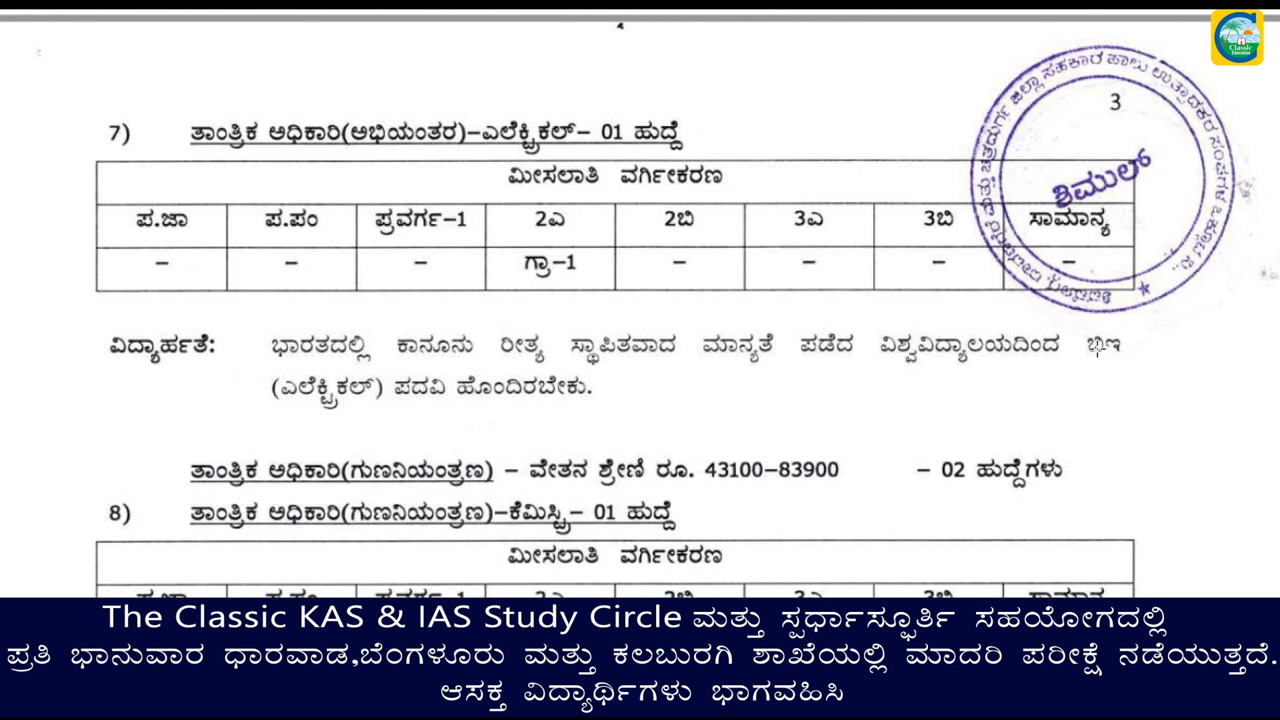 Classic
Education
3
7) ತಾಂತ್ರಿಕ ಅಧಿಕಾರಿ(ಅಭಿಯಂತರ)-ಎಲೆಕ್ಟ್ರಿಕಲ್- 01 ಹುದ್ದೆ
ಮೀಸಲಾತಿ ವರ್ಗೀಕರಣ
ಪ.ಜಾ ಪ.ಪಂ ಪ್ರವರ್ಗ-1 2ಎ 2ಬಿ 3ಎ 3ಬಿ ಸಾಮಾನ್ಯ
- - - ಗ್ರಾ-1 - - - -
ಶಿಮುಲ್
ವಿದ್ಯಾರ್ಹತೆ: ಭಾರತದಲ್ಲಿ ಕಾನೂನು ರೀತ್ಯ ಸ್ಥಾಪಿತವಾದ ಮಾನ್ಯತೆ ಪಡೆದ ವಿಶ್ವವಿದ್ಯಾಲಯದಿಂದ ಬಿಇ
(ಎಲೆಕ್ಟ್ರಿಕಲ್) ಪದವಿ ಹೊಂದಿರಬೇಕು.
ತಾಂತ್ರಿಕ ಅಧಿಕಾರಿ(ಗುಣನಿಯಂತ್ರಣ) - ವೇತನ ಶ್ರೇಣಿ ರೂ. 43100-83900 - 02 ಹುದ್ದೆಗಳು
8) ತಾಂತ್ರಿಕ ಅಧಿಕಾರಿ(ಗುಣನಿಯಂತ್ರಣ)-ಕೆಮಿಸ್ಟ್ರಿ- 01 ಹುದ್ದೆ
ಮೀಸಲಾತಿ ವರ್ಗೀಕರಣ
The Classic KAS & IAS Study Circle ಮತ್ತು ಸ್ಪರ್ಧಾಸ್ಫೂರ್ತಿ ಸಹಯೋಗದಲ್ಲಿ
ಪ್ರತಿ ಭಾನುವಾರ ಧಾರವಾಡ,ಬೆಂಗಳೂರು ಮತ್ತು ಕಲಬುರಗಿ ಶಾಖೆಯಲ್ಲಿ ಮಾದರಿ ಪರೀಕ್ಷೆ ನಡೆಯುತ್ತದೆ.
ಆಸಕ್ತ ವಿದ್ಯಾರ್ಥಿಗಳು ಭಾಗವಹಿಸಿ